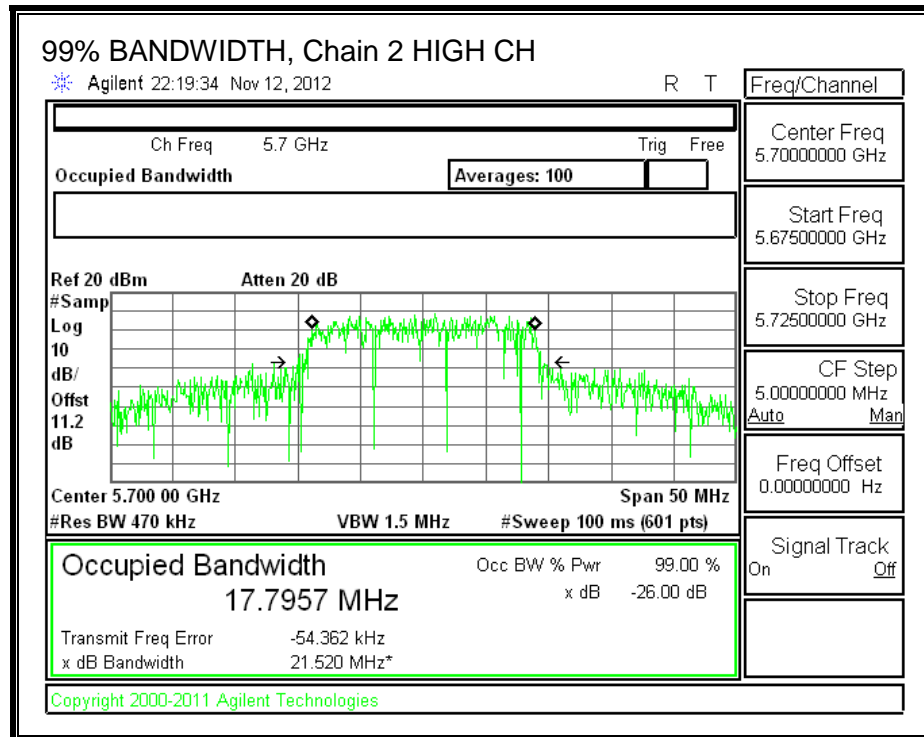 99% BANDWIDTH, Chain 2 HIGH CH
Agilent 22:19:34 Nov 12, 2012 R T
Ch Freq 5.7 GHz Trig Free
Occupied Bandwidth Averages: 100
Ref 20 dBm Atten 20 dB
#Samp
Log
10
dB/
Offst
11.2
dB
Center 5.700 00 GHz Span 50 MHz
#Res BW 470 kHz VBW 1.5 MHz #Sweep 100 ms (601 pts)
Occupied Bandwidth Occ BW % Pwr 99.00 %
17.7957 MHz x dB -26.00 dB
Transmit Freq Error -54.362 kHz
x dB Bandwidth 21.520 MHz*
Copyright 2000-2011 Agilent Technologies
Freq/Channel
Center Freq
5.70000000 GHz
Start Freq
5.67500000 GHz
Stop Freq
5.72500000 GHz
CF Step
5.00000000 MHz
Auto Man
Freq Offset
0.00000000 Hz
Signal Track
On Off